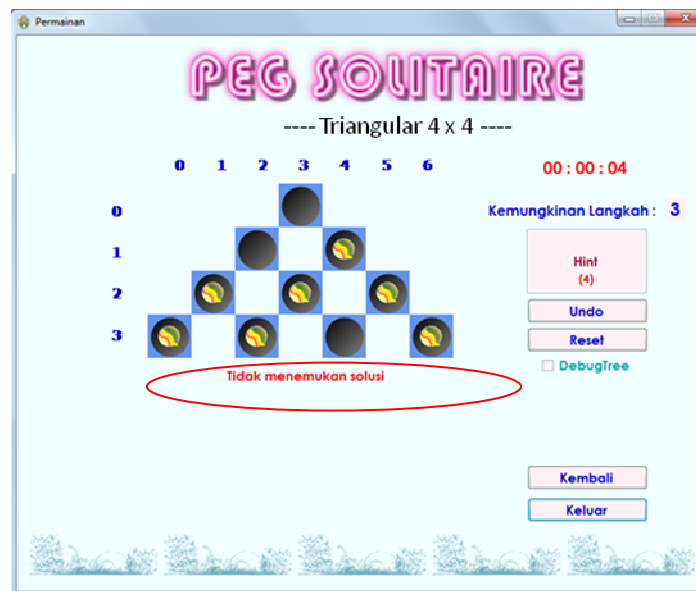 Permainan
PEG SOLITAIRE
---- Triangular 4 x 4 ----
0 1 2 3 4 5 6
00 : 00 : 04
0
Kemungkinan Langkah : 3
1
Hint
(4)
2
Undo
3
Reset
DebugTree
Tidak menemukan solusi
Kembali
Keluar